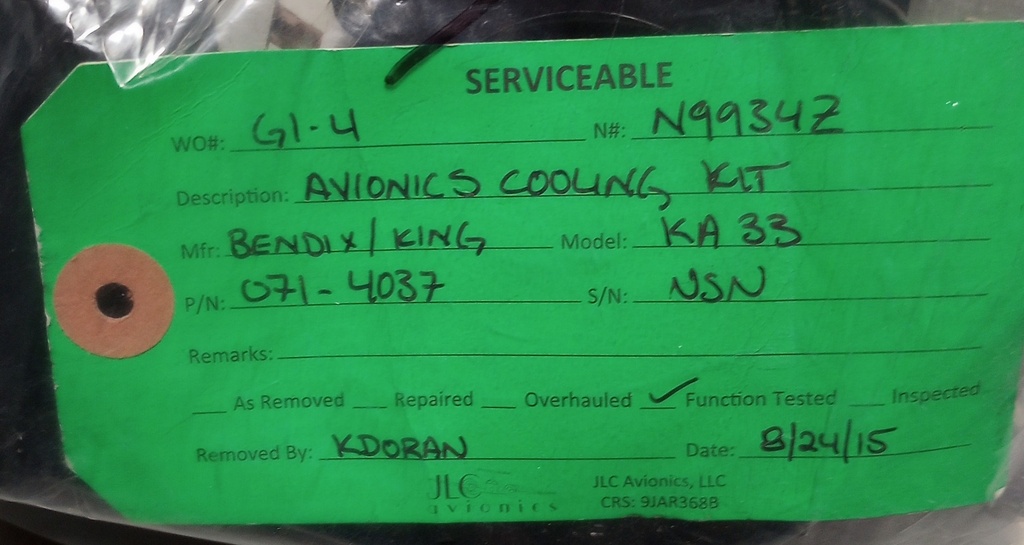 SERVICEABLE
WO#: G1-4 N#: N9934Z
Description: AVIONICS COOLING KIT
Mfr: BENDIX/KING Model: KA 33
P/N: 071-4037 S/N: NSN
Remarks:
As Removed Repaired Overhauled ✓ Function Tested Inspected
Removed By: KDORAN Date: 8/24/15
JLC JLC Avionics, LLC
avionics CRS: 9JAR368B